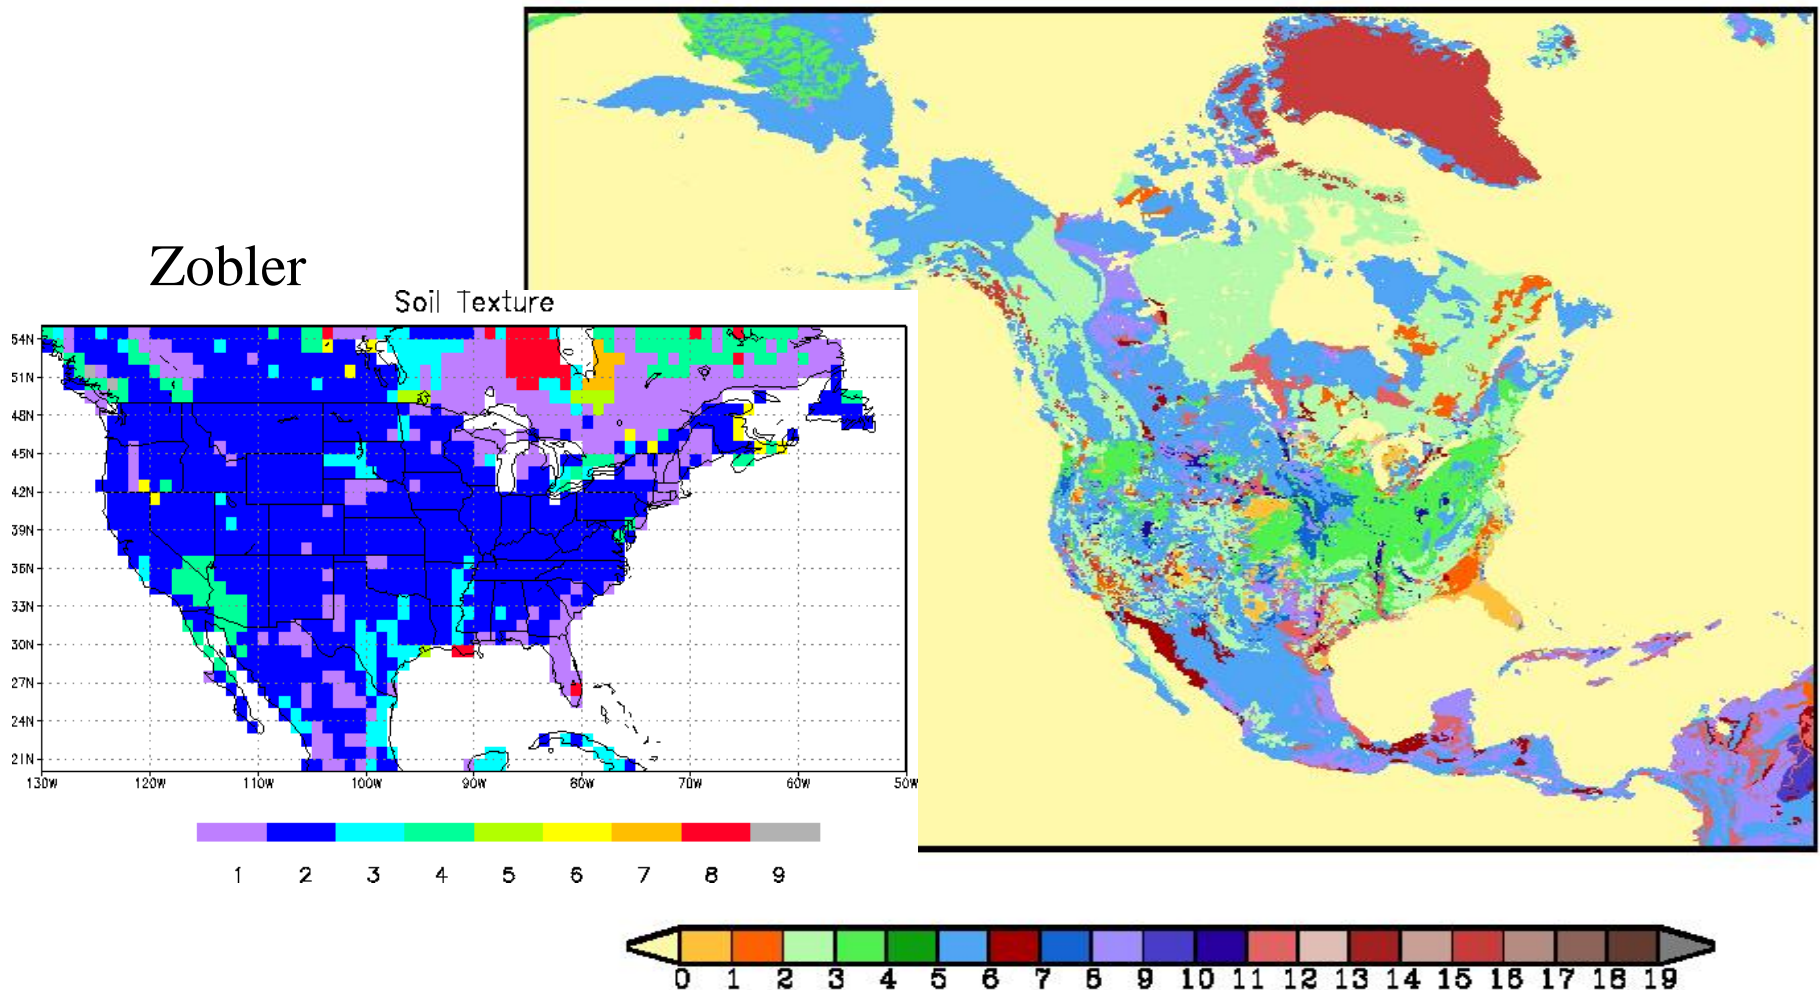 Zobler
Soil Texture
54N
51N
48N
45N
42N
39N
36N
33N
30N
27N
24N
21N
130W 120W 110W 100W 90W 80W 70W 60W 50W
1 2 3 4 5 6 7 8 9
0 1 2 3 4 5 6 7 8 9 10 11 12 13 14 15 16 17 18 19